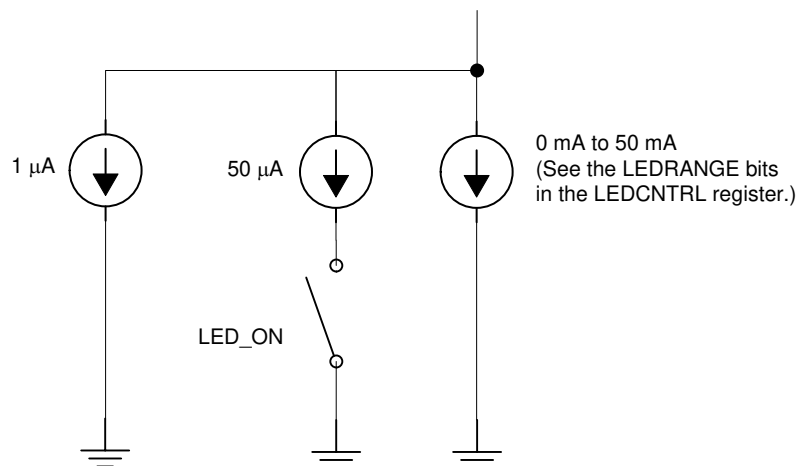 0 mA to 50 mA
(See the LEDRANGE bits
in the LEDCNTRL register.)
1 μA
50 μA
LED_ON